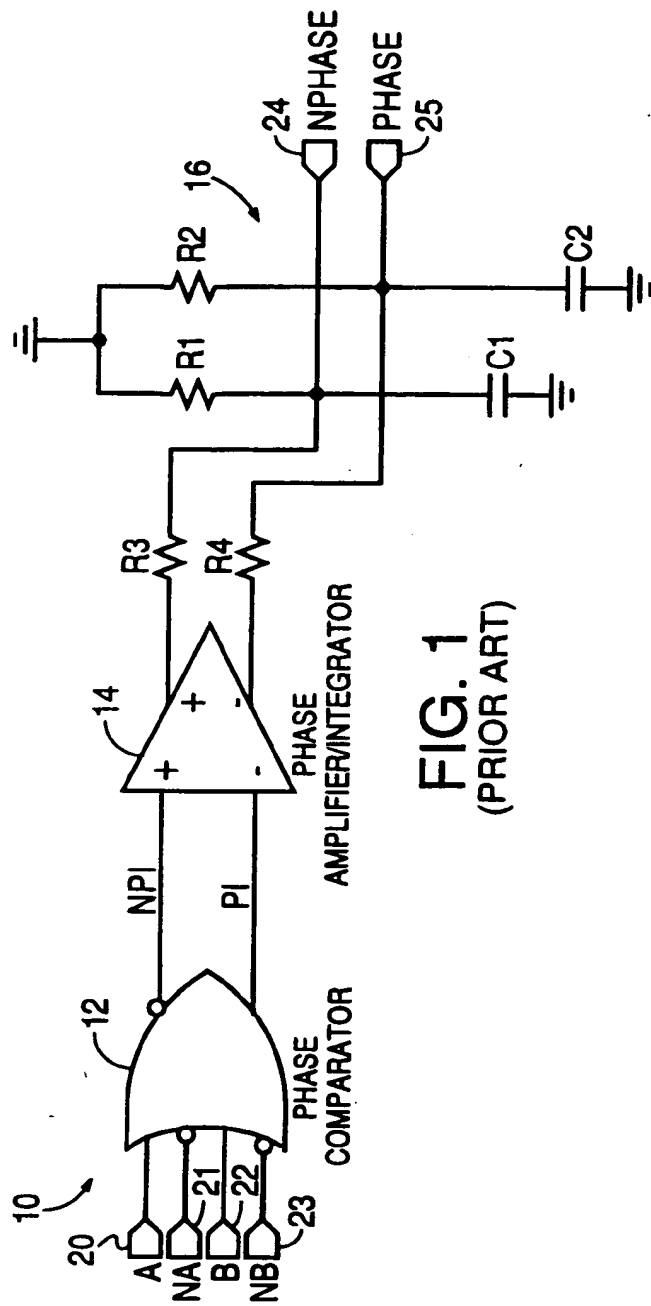 10
20
A
NA
21
B
22
NB
23
12
PHASE
COMPARATOR
NPI
PI
14
+
-
+
-
PHASE
AMPLIFIER/INTEGRATOR
R3
R4
R1
R2
16
C1
C2
24
NPHASE
PHASE
25
FIG. 1
(PRIOR ART)